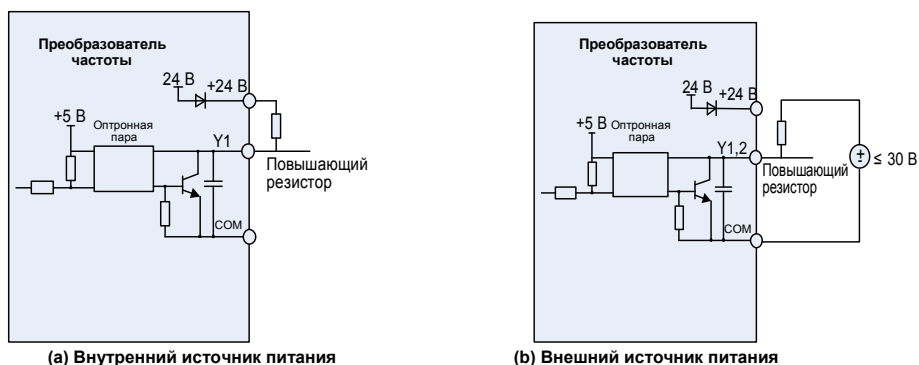 Преобразователь
частоты
24 В
+24 В
+5 В
Оптронная
пара
Y1
Повышающий
резистор
COM
(a) Внутренний источник питания
Преобразователь
частоты
24 В
+24 В
+5 В
Оптронная
пара
Y1,2
Повышающий
резистор
≤ 30 В
COM
(b) Внешний источник питания